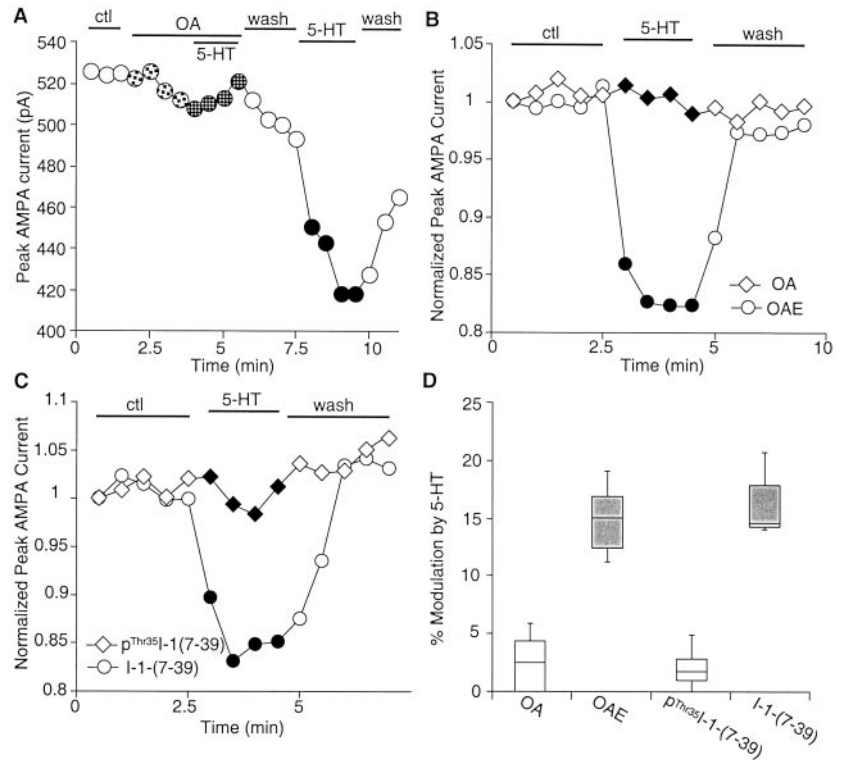 A
ctl
OA
wash
5-HT
wash
5-HT
Peak AMPA current (pA)
540
520
500
480
460
440
420
400
0
2.5
5
7.5
10
Time (min)
B
ctl
5-HT
wash
Normalized Peak AMPA Current
1.05
1
0.95
0.9
0.85
0.8
OA
OAE
0
2.5
5
7.5
10
Time (min)
C
ctl
5-HT
wash
Normalized Peak AMPA Current
1.1
1.05
1
0.95
0.9
0.85
0.8
pThr35I-1(7-39)
I-1-(7-39)
0
2.5
5
Time (min)
D
% Modulation by 5-HT
25
20
15
10
5
0
OA
OAE
pThr35I-1-(7-39)
I-1-(7-39)